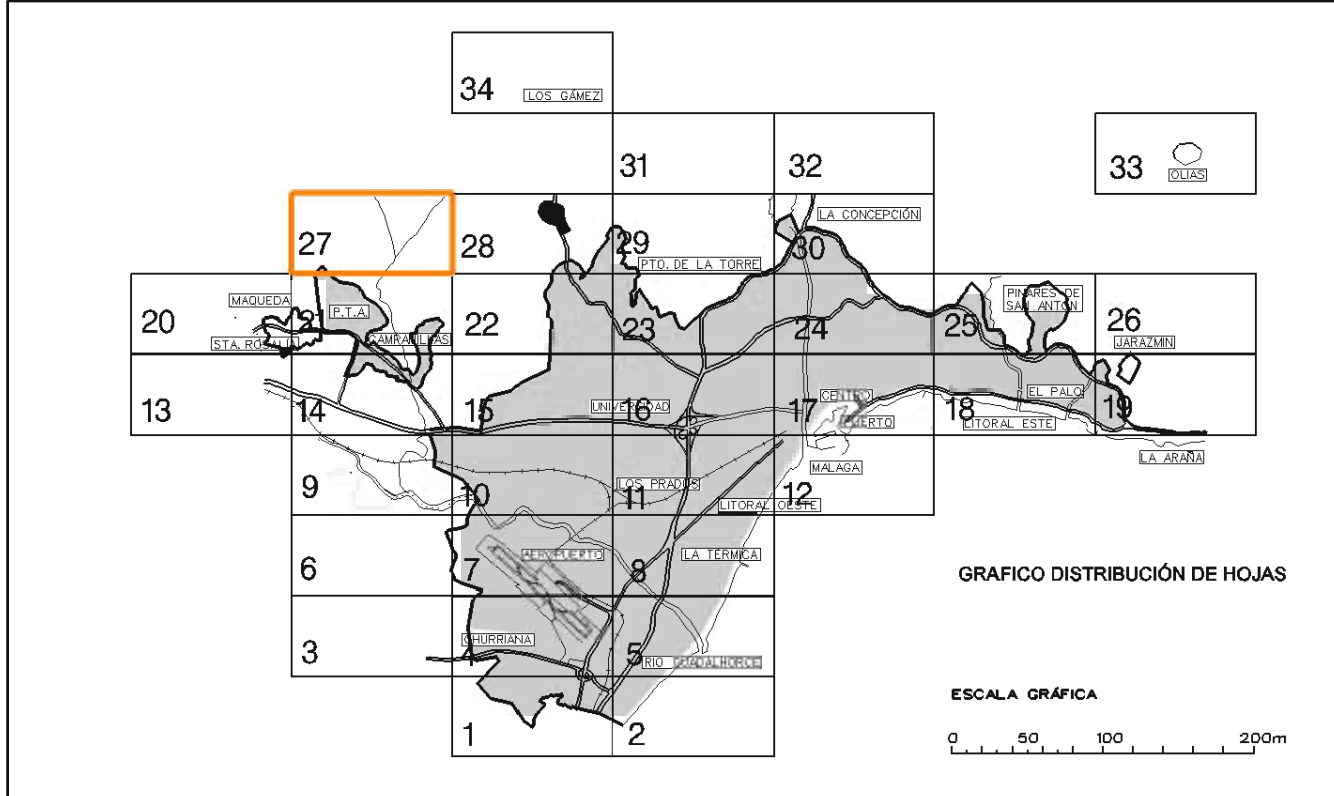 34
LOS GÁMEZ
31
32
33
OLIAS
LA CONCEPCIÓN
27
28
29
30
PTO. DE LA TORRE
MAQUEDA
P.T.A.
PINARES DE
SAN ANTÓN
20
STA. ROSALIA
22
23
24
25
26
JARAZMIN
CAMPANILLAS
EL PALO
13
14
15
UNIVERSIDAD
16
17
CENTRO
PUERTO
18
LITORAL ESTE
19
LA ARAÑA
MALAGA
9
10
LOS PRADOS
11
12
LITORAL OESTE
6
7
AEROPUERTO
8
LA TÉRMICA
GRAFICO DISTRIBUCIÓN DE HOJAS
3
CHURRIANA
5
RIO GUADALHORCE
ESCALA GRÁFICA
1
2
0 50 100 200m